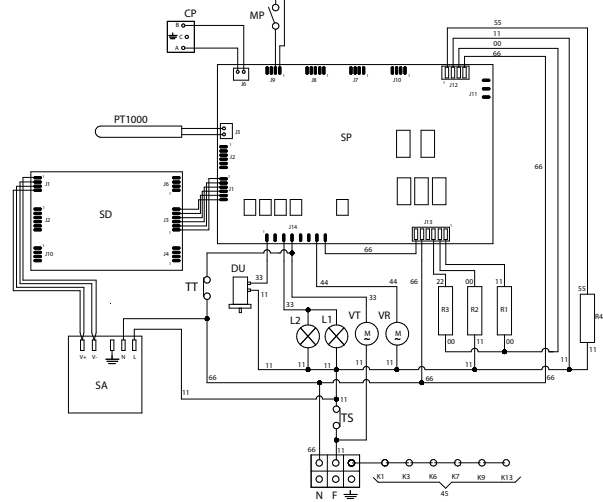 CP
MP
B
C
A
55
11
00
66
J6
J9
J8
J7
J10
J12
J11
PT1000
J5
J2
J1
SP
66
J1
J6
J2
SD
J3
J10
J4
J14
J13
66
TT
DU
33
11
44
44
33
33
66
22
00
11
55
L2
L1
VT
VR
M
M
R3
R2
R1
R4
00
11
00
11
11
11
11
11
11
11
V+
V-
N
L
SA
66
66
66
11
11
TS
66
11
N
F
K1
K3
K6
K7
K9
K13
45